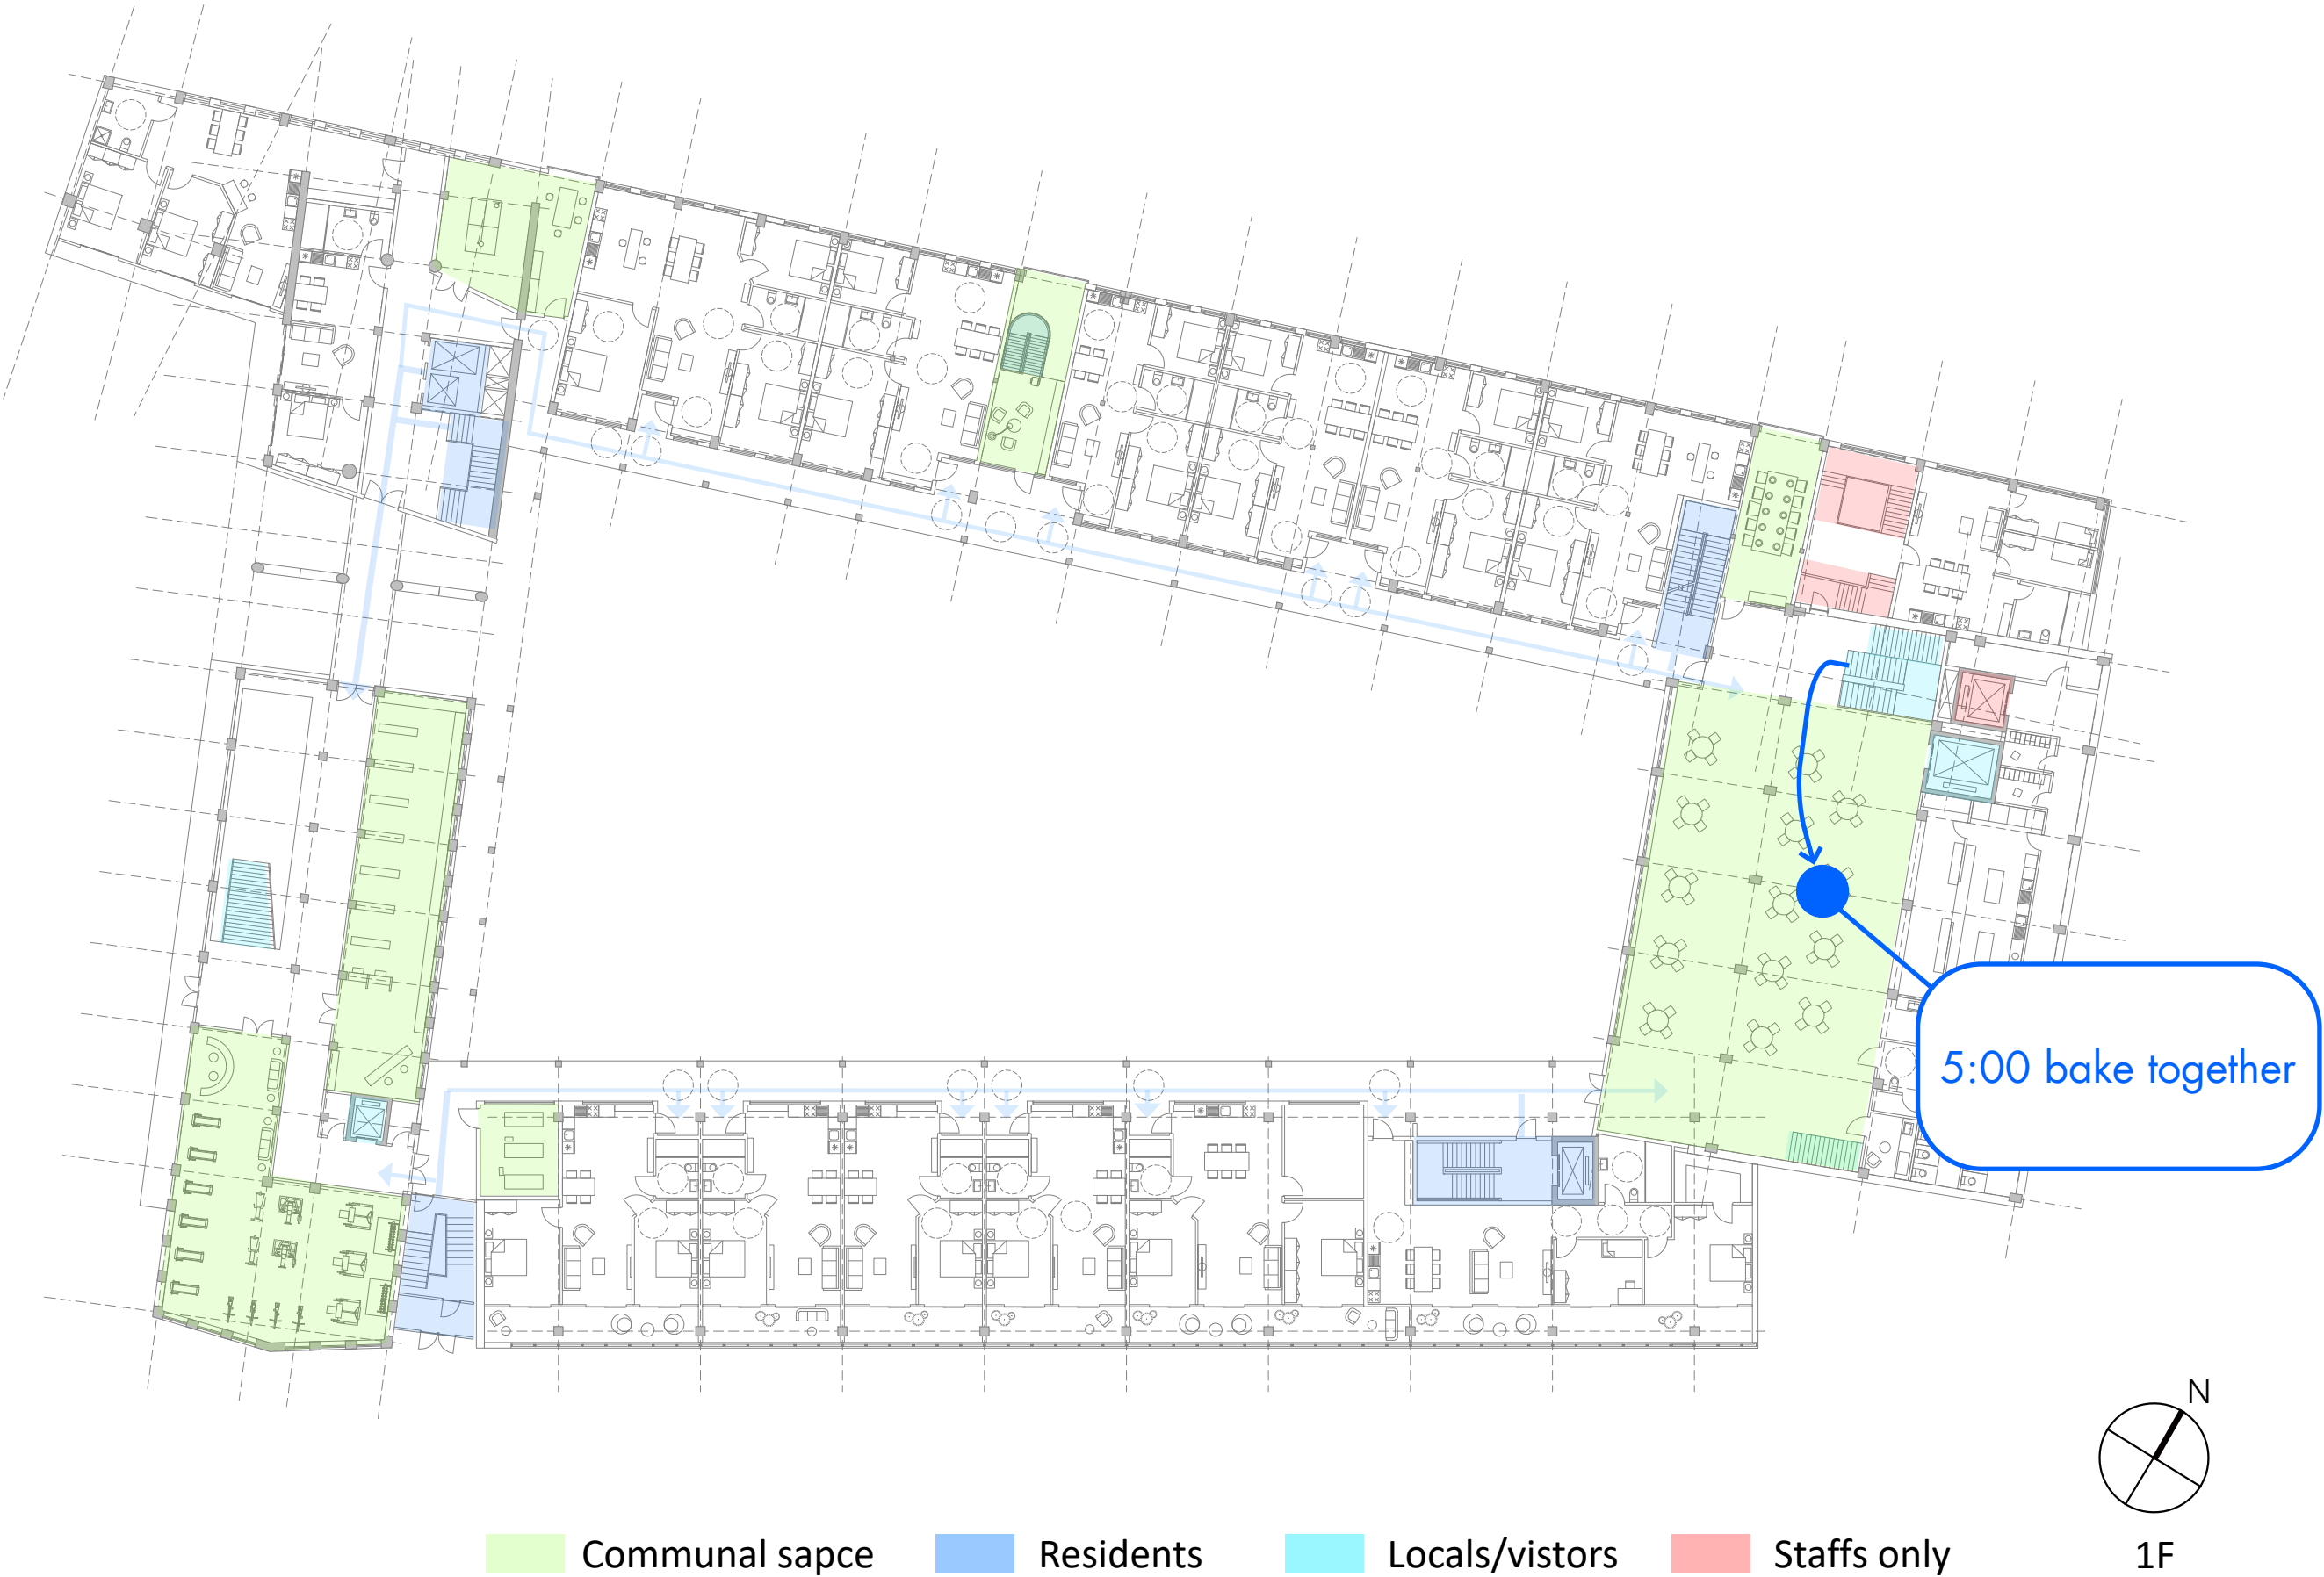 5:00 bake together
N
Communal sapce
Residents
Locals/vistors
Staffs only
1F